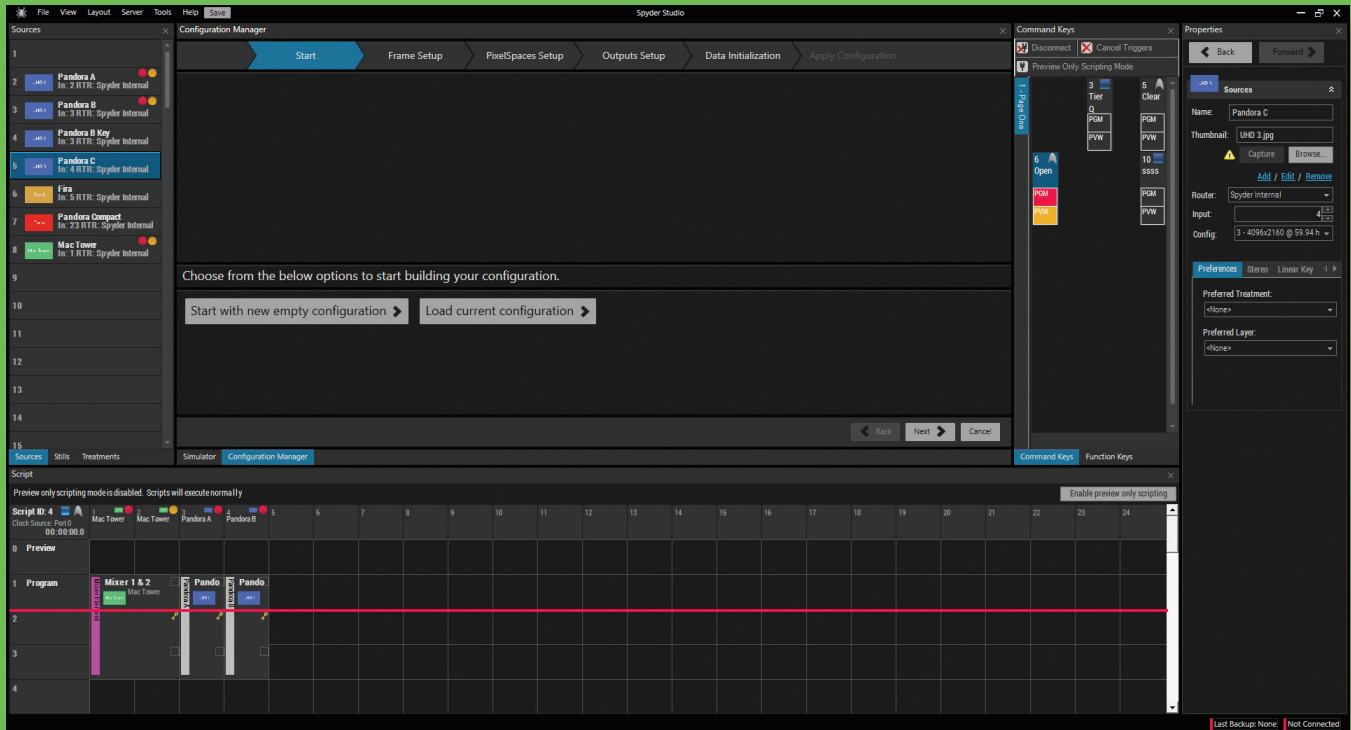 File View Layout Server Tools Help Save
Spyder Studio
Sources
1
2 Pandora A
In: 2 RTR: Spyder Internal
3 Pandora B
In: 3 RTR: Spyder Internal
4 Pandora B Key
In: 3 RTR: Spyder Internal
5 Pandora C
In: 4 RTR: Spyder Internal
6 Fira
In: 5 RTR: Spyder Internal
7 Pandora Compact
In: 23 RTR: Spyder Internal
8 Mac Tower
In: 1 RTR: Spyder Internal
9
10
11
12
13
14
15
Sources Stills Treatments
Configuration Manager
Start Frame Setup PixelSpaces Setup Outputs Setup Data Initialization Apply Configuration
Choose from the below options to start building your configuration.
Start with new empty configuration Load current configuration
Back Next Cancel
Simulator Configuration Manager
Command Keys
Disconnect Cancel Triggers
Preview Only Scripting Mode
1 - Page One
3
Tier
Q
PGM
PVW
5
Clear
PGM
PVW
6
Open
PGM
PVW
10
ssss
PGM
PVW
Command Keys Function Keys
Properties
Back Forward
Sources
Name: Pandora C
Thumbnail: UHD 3.jpg
Capture Browse...
Add / Edit / Remove
Router: Spyder Internal
Input: 4
Config: 3 - 4096x2160 @ 59.94 h
Preferences Stereo Linear Key
Preferred Treatment:
<None>
Preferred Layer:
<None>
Script
Preview only scripting mode is disabled. Scripts will execute normally
Enable preview only scripting
Script ID: 4
Clock Source: Port 0
00:00:00.0
1 2 3 4 5 6 7 8 9 10 11 12 13 14 15 16 17 18 19 20 21 22 23 24
Mac Tower Mac Tower Pandora A Pandora B
0 Preview
1 Program
Mixer 1 & 2
Mac Tower
Pandora A
Pando
Pandora B
Pando
2
3
4
Last Backup: None Not Connected